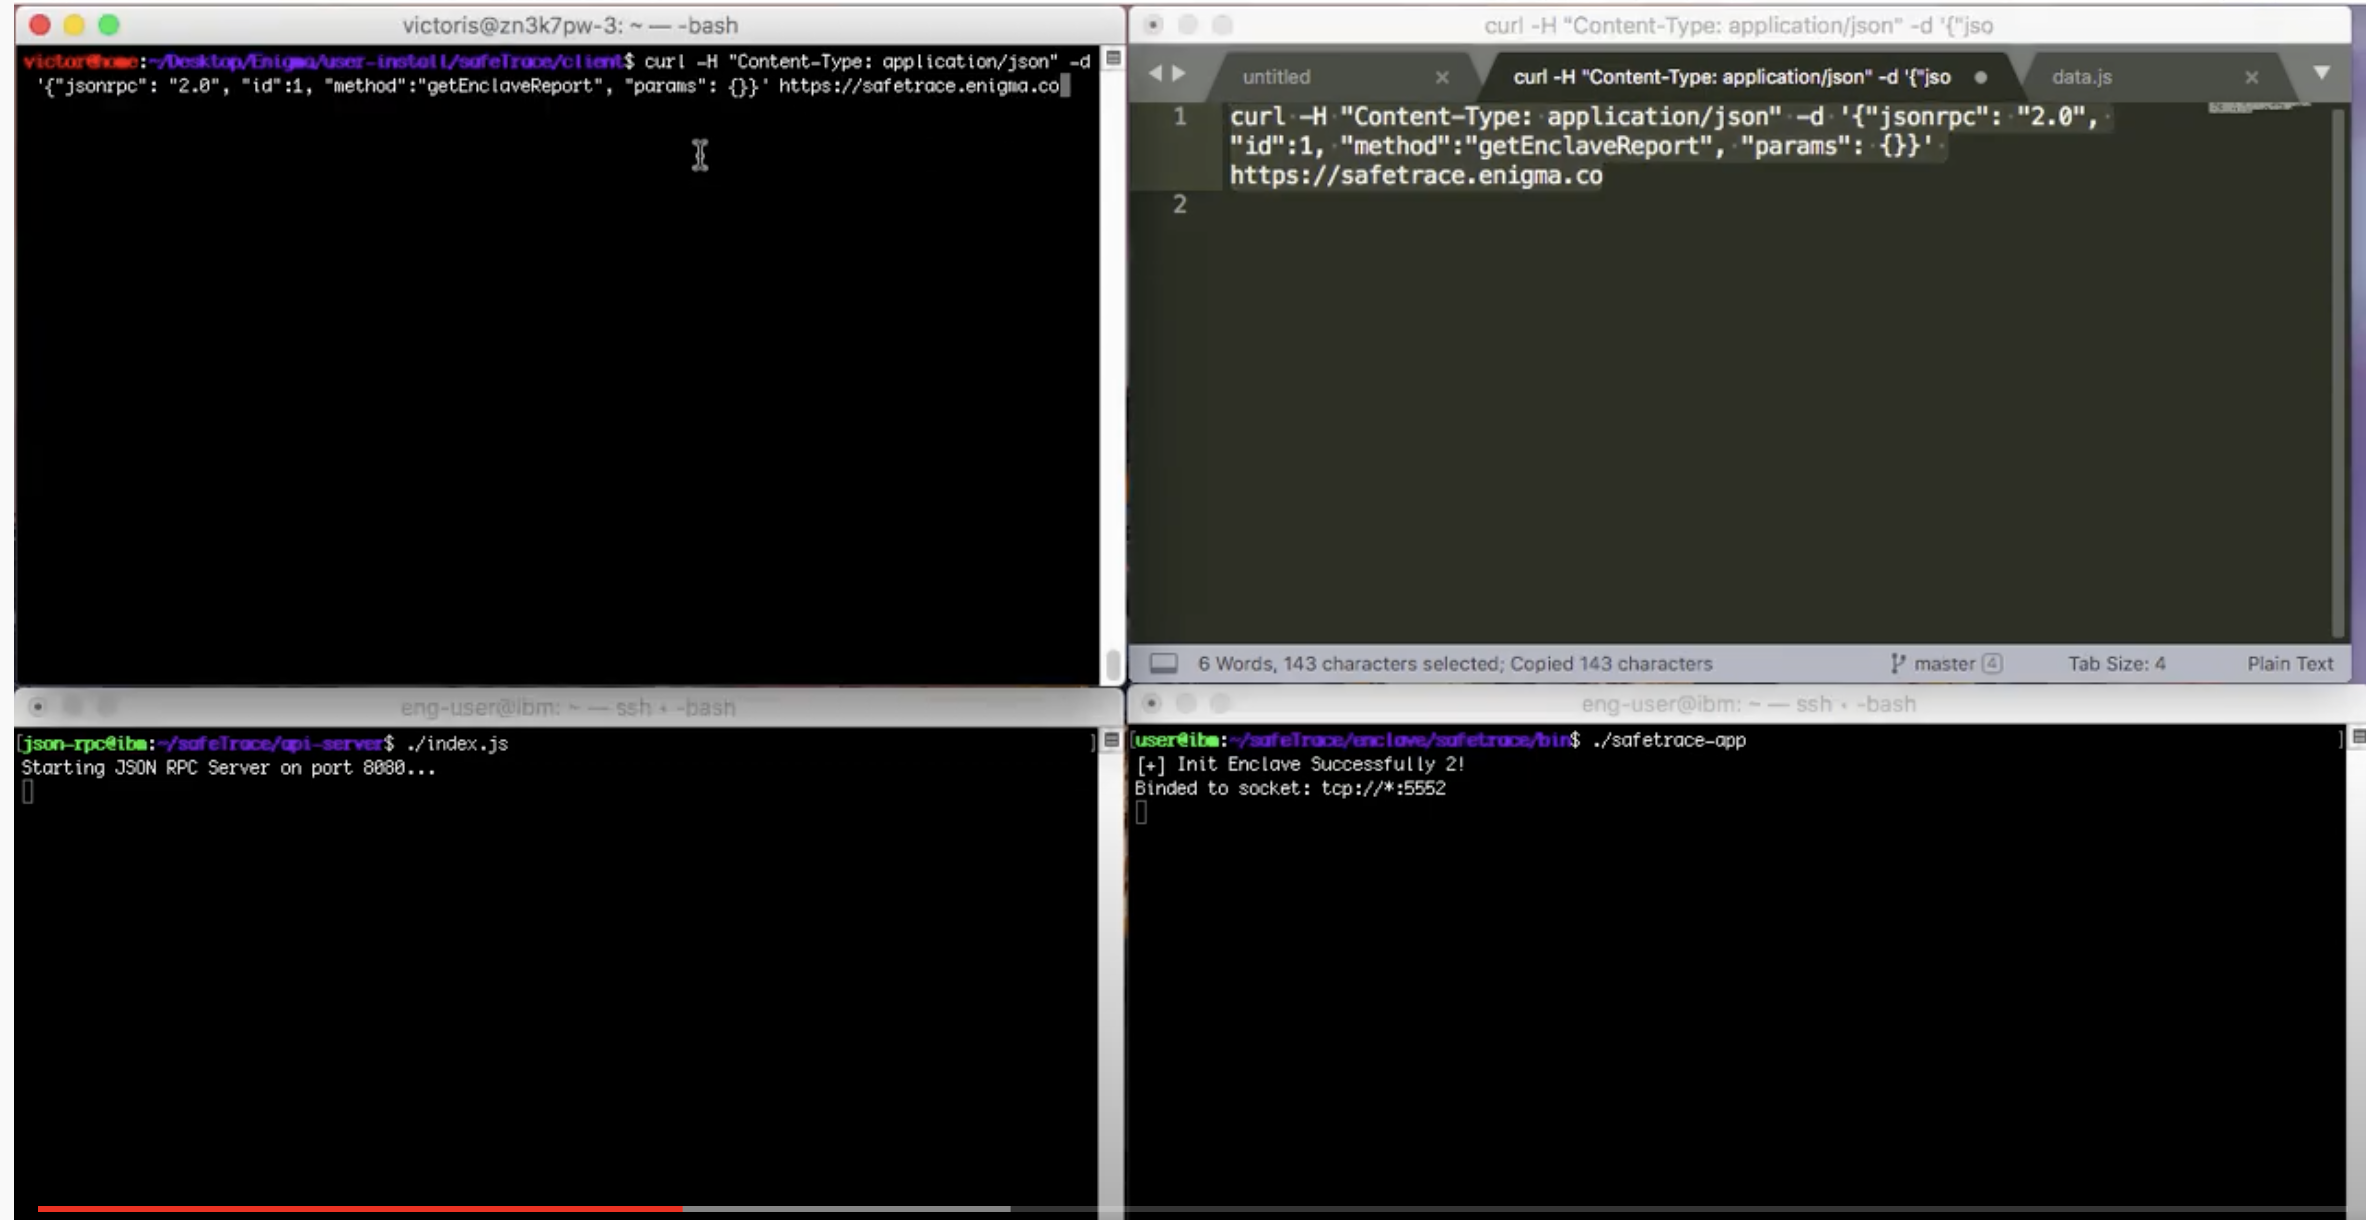 victoris@zn3k7pw-3: ~ — -bash
victor@home:~/Desktop/Enigma/user-install/safeTrace/client$ curl -H "Content-Type: application/json" -d
'{"jsonrpc": "2.0", "id":1, "method":"getEnclaveReport", "params": {}}' https://safetrace.enigma.co
curl -H "Content-Type: application/json" -d '{"jso
untitled
curl -H "Content-Type: application/json" -d '{"jso
data.js
1 curl -H "Content-Type: application/json" -d '{"jsonrpc": "2.0",
"id":1, "method":"getEnclaveReport", "params": {}}'
https://safetrace.enigma.co
2
6 Words, 143 characters selected; Copied 143 characters
master 4
Tab Size: 4
Plain Text
eng-user@ibm: ~ — ssh ‹ -bash
[json-rpc@ibm:~/safeTrace/api-server$ ./index.js ]
Starting JSON RPC Server on port 8080...
eng-user@ibm: ~ — ssh ‹ -bash
[user@ibm:~/safeTrace/enclave/safetrace/bin$ ./safetrace-app ]
[+] Init Enclave Successfully 2!
Binded to socket: tcp://*:5552